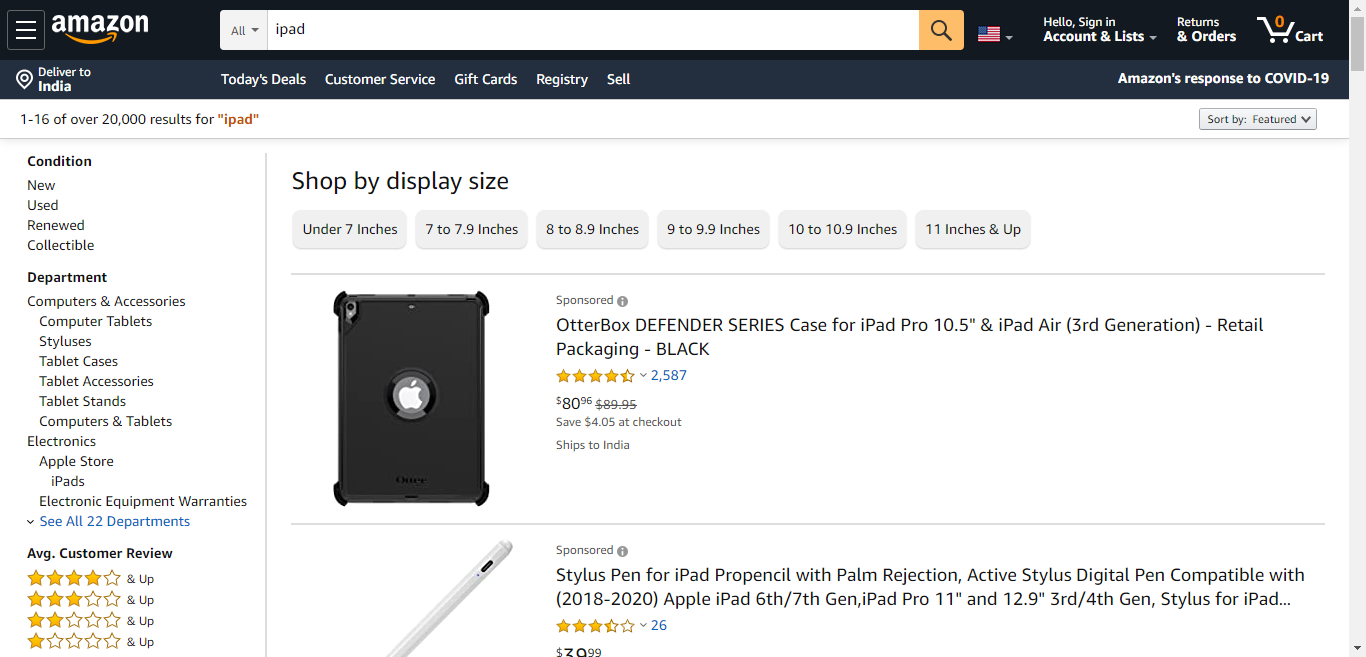 amazon
All
ipad
Hello, Sign in
Account & Lists
Returns
& Orders
0
Cart
Deliver to
India
Today's Deals
Customer Service
Gift Cards
Registry
Sell
Amazon's response to COVID-19
1-16 of over 20,000 results for "ipad"
Sort by: Featured
Condition
New
Used
Renewed
Collectible
Department
Computers & Accessories
Computer Tablets
Styluses
Tablet Cases
Tablet Accessories
Tablet Stands
Computers & Tablets
Electronics
Apple Store
iPads
Electronic Equipment Warranties
See All 22 Departments
Avg. Customer Review
& Up
& Up
& Up
& Up
Shop by display size
Under 7 Inches
7 to 7.9 Inches
8 to 8.9 Inches
9 to 9.9 Inches
10 to 10.9 Inches
11 Inches & Up
Sponsored
OtterBox DEFENDER SERIES Case for iPad Pro 10.5" & iPad Air (3rd Generation) - Retail
Packaging - BLACK
2,587
$8096 $89.95
Save $4.05 at checkout
Ships to India
Otter
Sponsored
Stylus Pen for iPad Propencil with Palm Rejection, Active Stylus Digital Pen Compatible with
(2018-2020) Apple iPad 6th/7th Gen,iPad Pro 11" and 12.9" 3rd/4th Gen, Stylus for iPad...
26
$3999